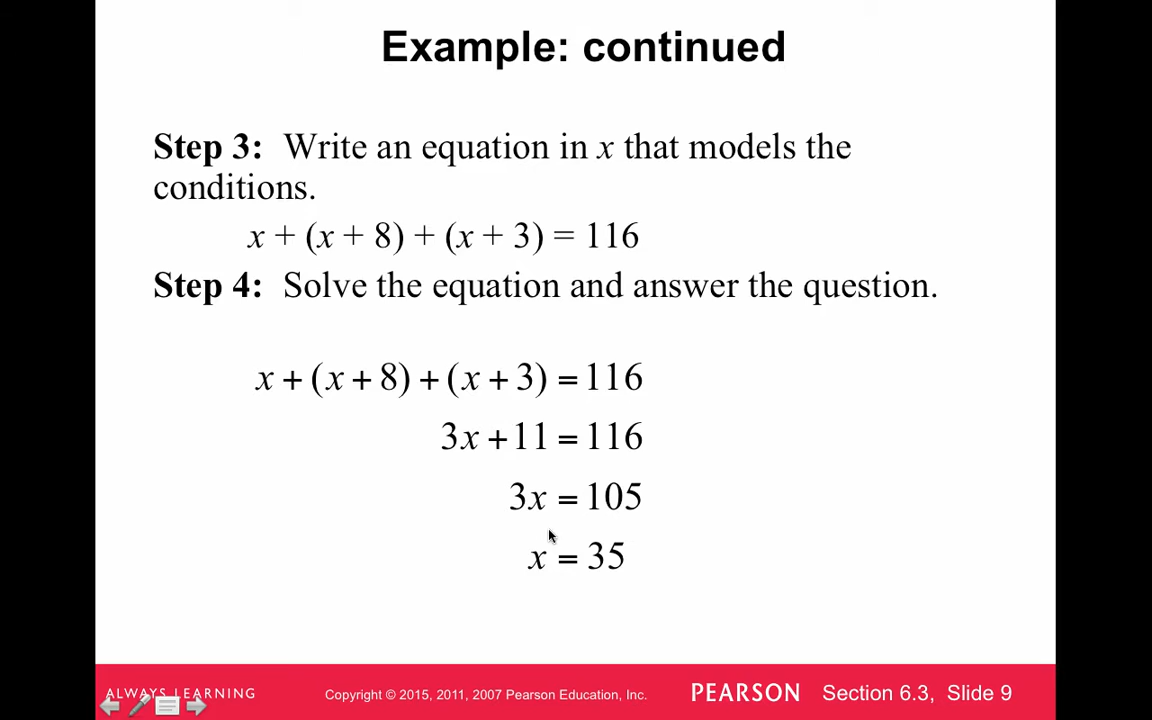 Example: continued
Step 3: Write an equation in x that models the
conditions.
x + (x + 8) + (x + 3) = 116
Step 4: Solve the equation and answer the question.
x + (x + 8) + (x + 3) = 116
3x + 11 = 116
3x = 105
x = 35
ALWAYS LEARNING Copyright © 2015, 2011, 2007 Pearson Education, Inc. PEARSON Section 6.3, Slide 9